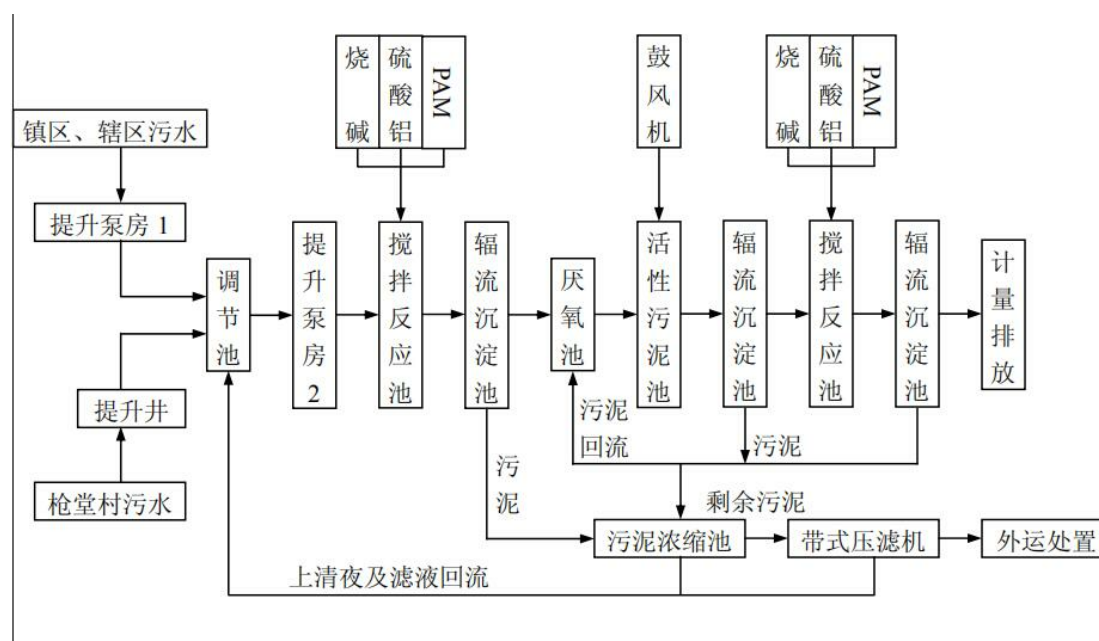 烧碱
硫酸铝
PAM
鼓风机
烧碱
硫酸铝
PAM
镇区、辖区污水
提升泵房 1
调节池
提升泵房2
搅拌反应池
辐流沉淀池
厌氧池
活性污泥池
辐流沉淀池
搅拌反应池
辐流沉淀池
计量排放
提升井
枪堂村污水
污泥
回流
污泥
污泥
剩余污泥
污泥浓缩池
带式压滤机
外运处置
上清夜及滤液回流